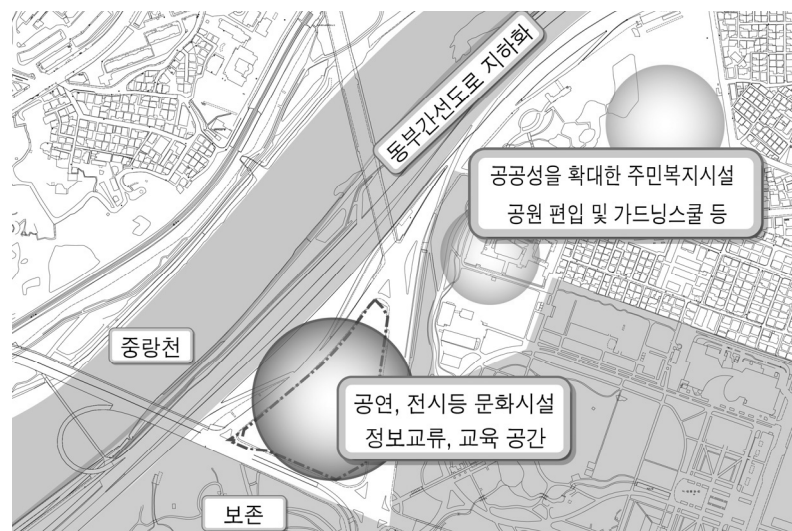 동부간선도로 지하화
공공성을 확대한 주민복지시설
공원 편입 및 가드닝스쿨 등
중랑천
공연, 전시등 문화시설
정보교류, 교육 공간
보존